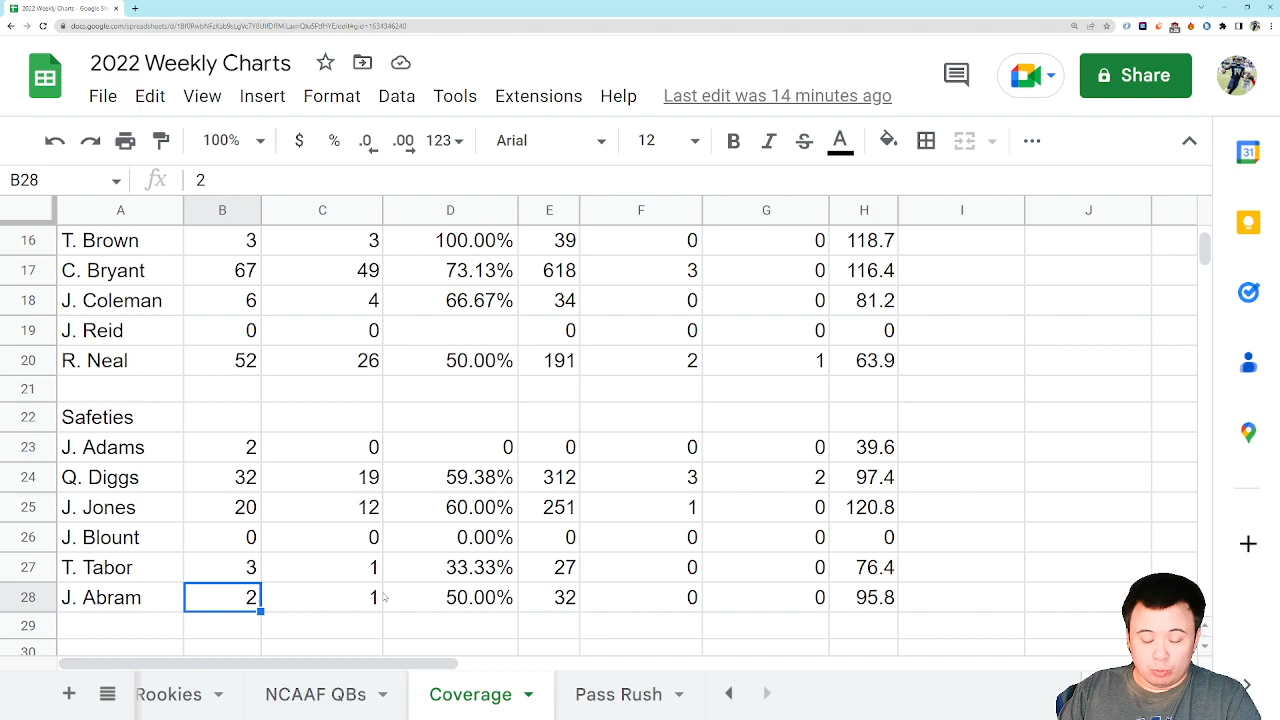 2022 Weekly Charts - Google She
2022 Weekly Charts
Last edit was 14 minutes ago
Share
File Edit View Insert Format Data Tools Extensions Help
100% $ % .0 .00 123 Arial 12 B I S A
B28 fx 2
A B C D E F G H I J
16 T. Brown 3 3 100.00% 39 0 0 118.7
17 C. Bryant 67 49 73.13% 618 3 0 116.4
18 J. Coleman 6 4 66.67% 34 0 0 81.2
19 J. Reid 0 0 0 0 0 0
20 R. Neal 52 26 50.00% 191 2 1 63.9
21
22 Safeties
23 J. Adams 2 0 0 0 0 0 39.6
24 Q. Diggs 32 19 59.38% 312 3 2 97.4
25 J. Jones 20 12 60.00% 251 1 0 120.8
26 J. Blount 0 0 0.00% 0 0 0 0
27 T. Tabor 3 1 33.33% 27 0 0 76.4
28 J. Abram 2 1 50.00% 32 0 0 95.8
29
30
Rookies NCAAF QBs Coverage Pass Rush
31